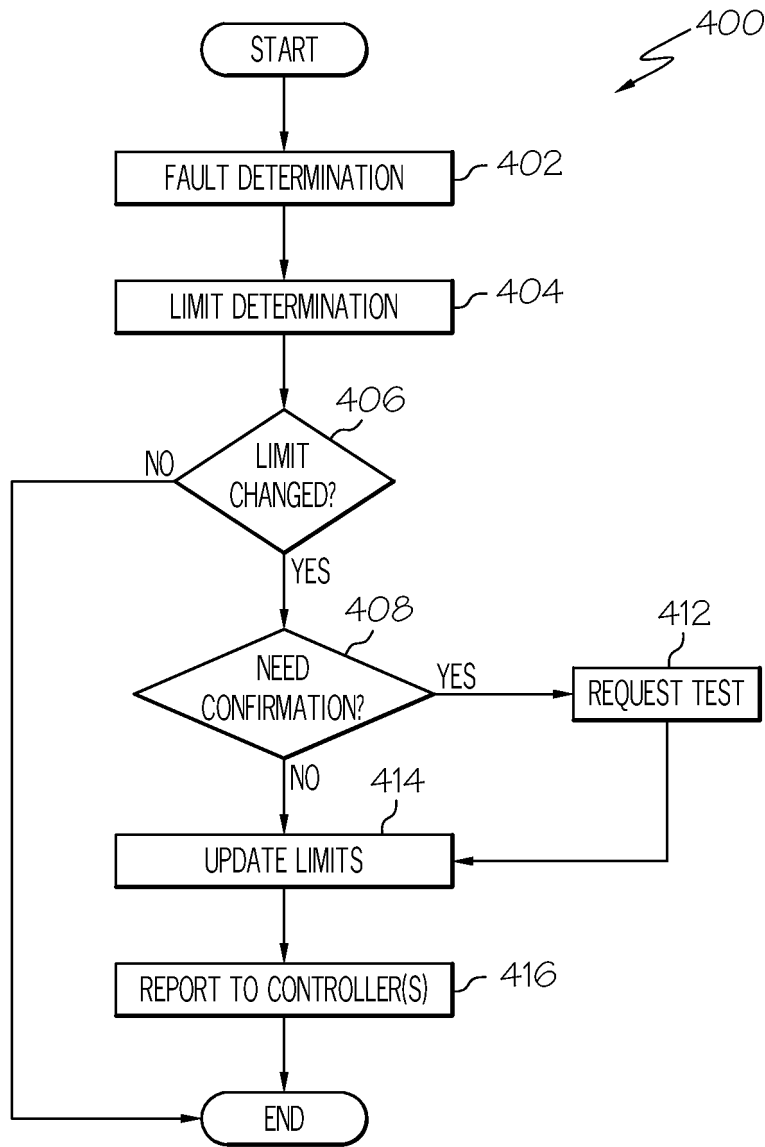 400
START
FAULT DETERMINATION
402
LIMIT DETERMINATION
404
406
NO
LIMIT
CHANGED?
YES
408
412
NEED
CONFIRMATION?
YES
REQUEST TEST
NO
414
UPDATE LIMITS
REPORT TO CONTROLLER(S)
416
END